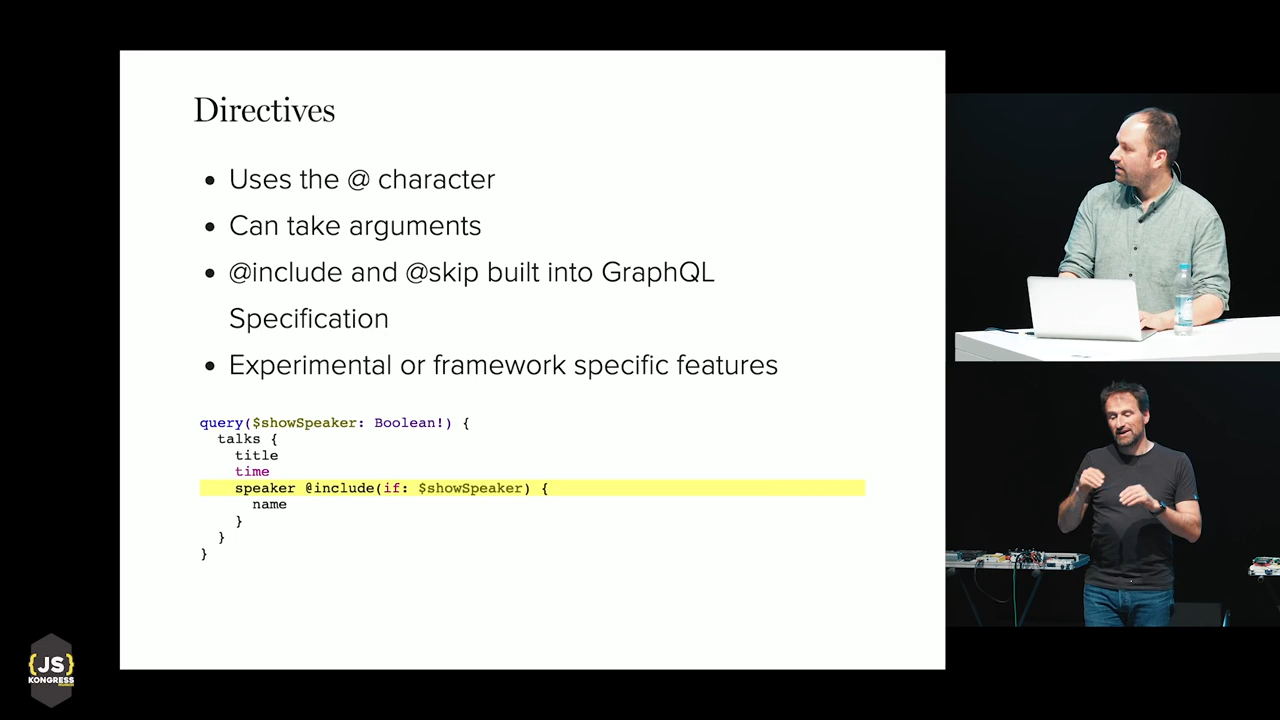 Directives
• Uses the @ character
• Can take arguments
• @include and @skip built into GraphQL
Specification
• Experimental or framework specific features
query($showSpeaker: Boolean!) {
  talks {
    title
    time
    speaker @include(if: $showSpeaker) {
      name
    }
  }
}
{JS}
KONGRESS